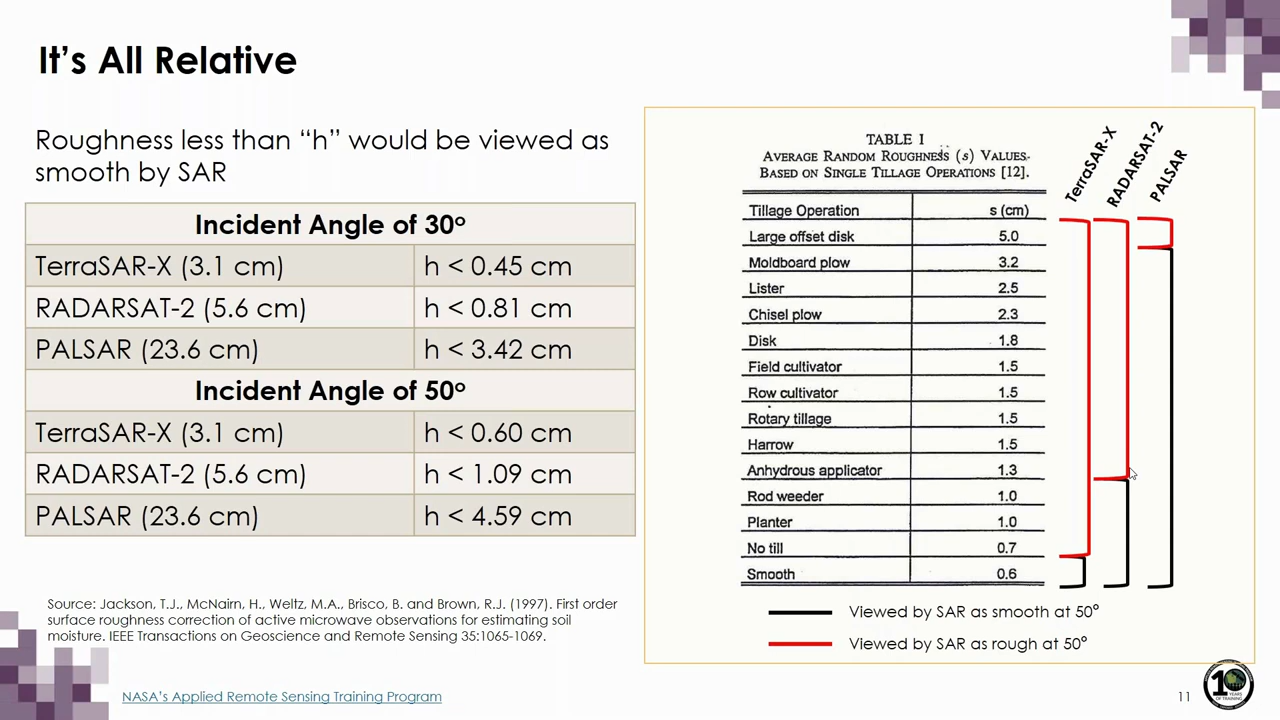 It's All Relative
Roughness less than “h” would be viewed as
smooth by SAR
Incident Angle of 30°
TerraSAR-X (3.1 cm) h < 0.45 cm
RADARSAT-2 (5.6 cm) h < 0.81 cm
PALSAR (23.6 cm) h < 3.42 cm
Incident Angle of 50°
TerraSAR-X (3.1 cm) h < 0.60 cm
RADARSAT-2 (5.6 cm) h < 1.09 cm
PALSAR (23.6 cm) h < 4.59 cm
Source: Jackson, T.J., McNairn, H., Weltz, M.A., Brisco, B. and Brown, R.J. (1997). First order
surface roughness correction of active microwave observations for estimating soil
moisture. IEEE Transactions on Geoscience and Remote Sensing 35:1065-1069.
TABLE I
AVERAGE RANDOM ROUGHNESS (s) VALUES
BASED ON SINGLE TILLAGE OPERATIONS [12].
Tillage Operation s (cm)
Large offset disk 5.0
Moldboard plow 3.2
Lister 2.5
Chisel plow 2.3
Disk 1.8
Field cultivator 1.5
Row cultivator 1.5
Rotary tillage 1.5
Harrow 1.5
Anhydrous applicator 1.3
Rod weeder 1.0
Planter 1.0
No till 0.7
Smooth 0.6
TerraSAR-X
RADARSAT-2
PALSAR
Viewed by SAR as smooth at 50°
Viewed by SAR as rough at 50°
NASA's Applied Remote Sensing Training Program
11
10
YEARS
OF TRAINING